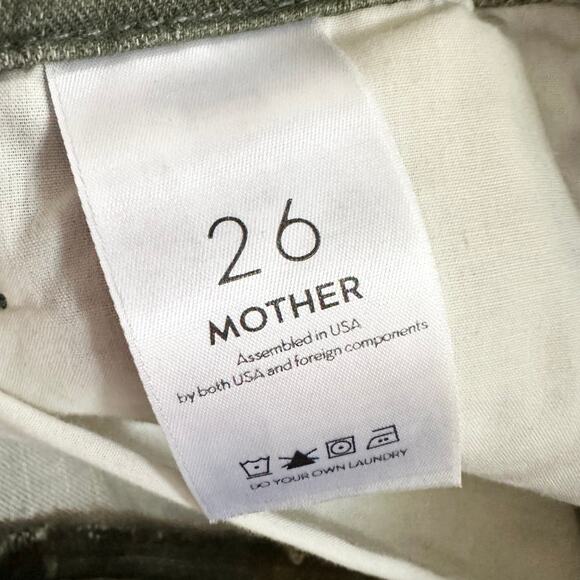 26
MOTHER
Assembled in USA
by both USA and foreign components
DO YOUR OWN LAUNDRY